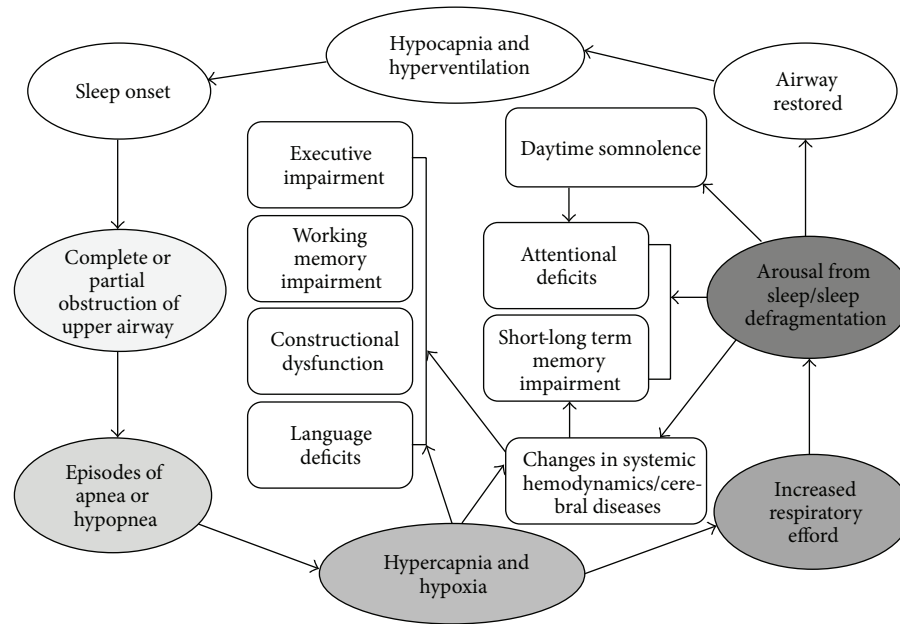 Hypocapnia and
hyperventilation
Sleep onset
Airway
restored
Executive
impairment
Daytime somnolence
Working
memory
impairment
Attentional
deficits
Complete or
partial
obstruction of
upper airway
Arousal from
sleep/sleep
defragmentation
Constructional
dysfunction
Short-long term
memory
impairment
Language
deficits
Changes in systemic
hemodynamics/cere-
bral diseases
Episodes of
apnea or
hypopnea
Increased
respiratory
efford
Hypercapnia and
hypoxia